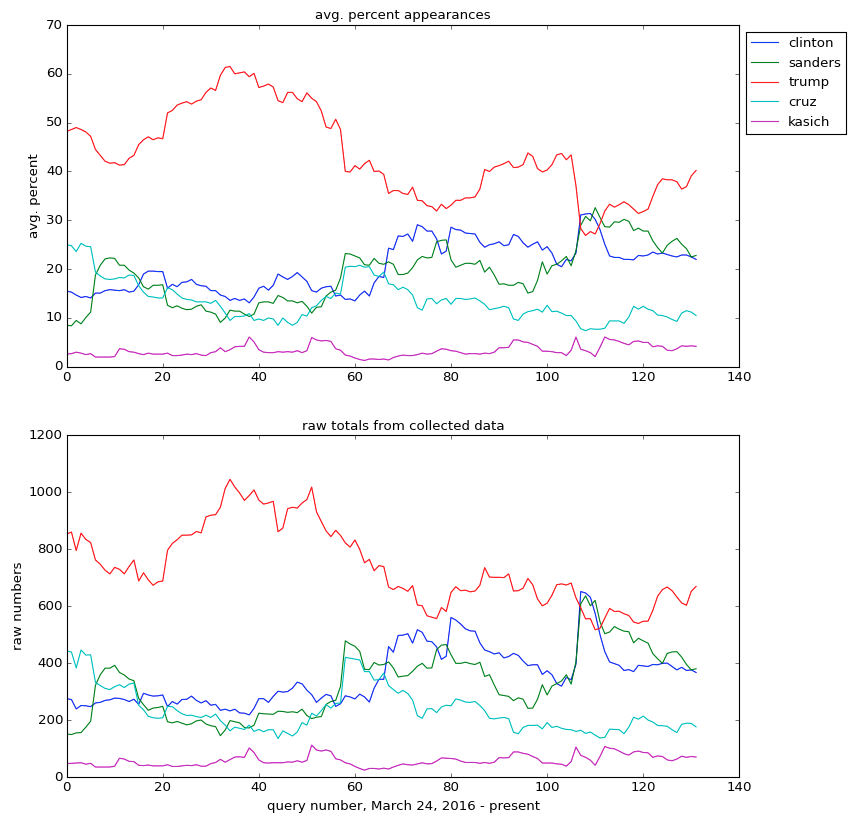 avg. percent appearances
70
60
50
40
30
20
10
0
avg. percent
0 20 40 60 80 100 120 140
clinton
sanders
trump
cruz
kasich
raw totals from collected data
1200
1000
800
600
400
200
0
raw numbers
0 20 40 60 80 100 120 140
query number, March 24, 2016 - present